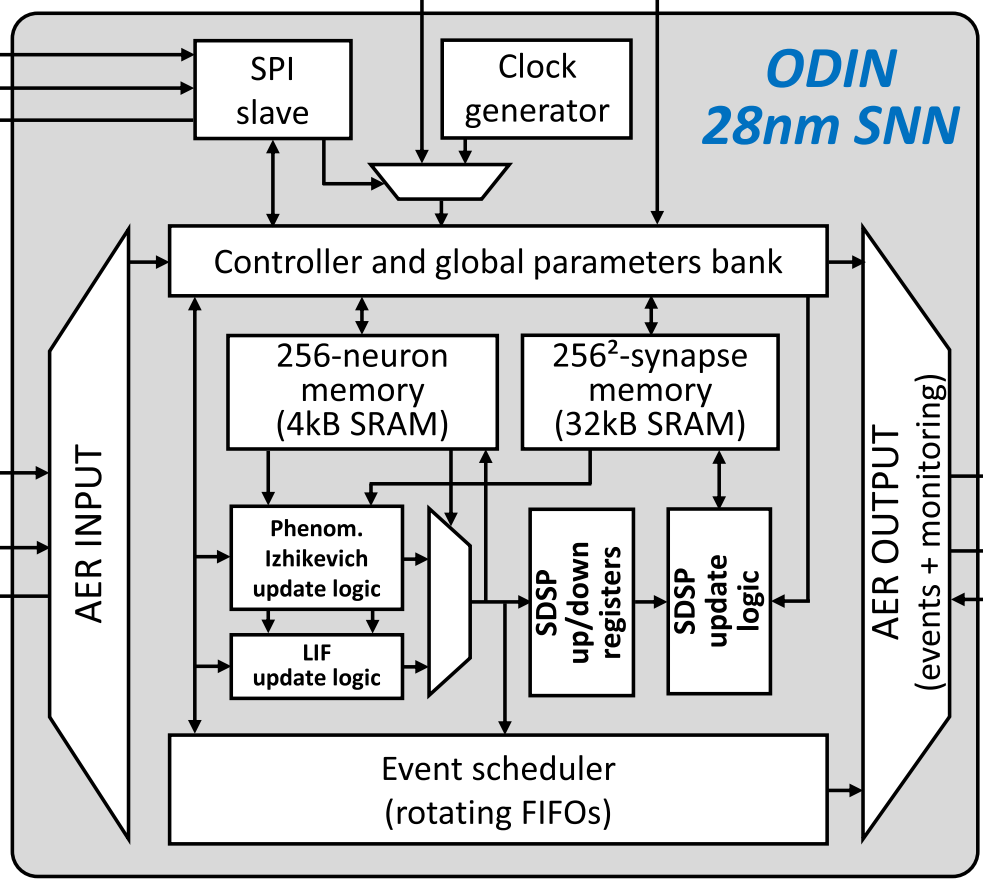 SPI
slave
Clock
generator
ODIN
28nm SNN
Controller and global parameters bank
256-neuron
memory
(4kB SRAM)
256²-synapse
memory
(32kB SRAM)
AER INPUT
Phenom.
Izhikevich
update logic
LIF
update logic
SDSP
up/down
registers
SDSP
update
logic
AER OUTPUT
(events + monitoring)
Event scheduler
(rotating FIFOs)